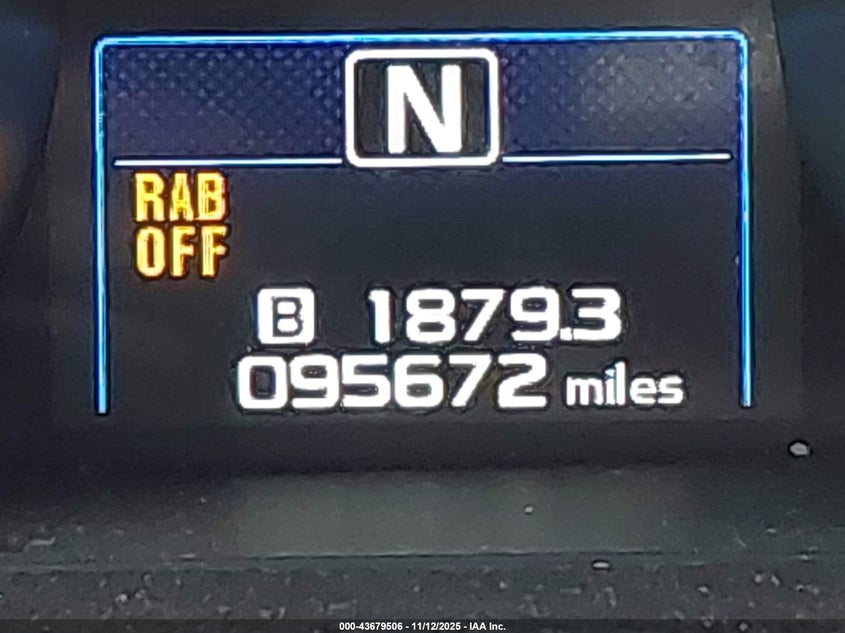 N
RAB
OFF
B 1879.3
095672 miles
000-43679506 - 11/12/2025 - IAA Inc.